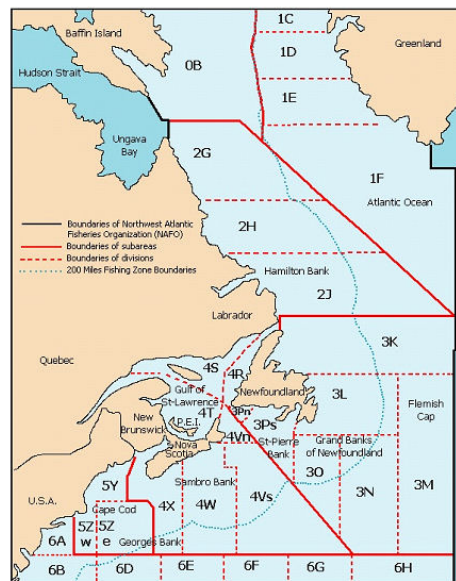 Baffin Island
1C
Greenland
Hudson Strait
1D
0B
1E
Ungava
Bay
2G
1F
Atlantic Ocean
Boundaries of Northwest Atlantic
Fisheries Organization (NAFO)
Boundaries of subareas
Boundaries of divisions
200 Miles Fishing Zone Boundaries
2H
Hamilton Bank
2J
Labrador
3K
Quebec
4S
4R
Gulf of
St-Lawrence
Newfoundland
3L
Flemish
Cap
4T
3Pn
New
Brunswick
P.E.I.
3Ps
4Vn
St-Pierre
Bank
Grand Banks
of Newfoundland
Nova
Scotia
3O
Sambro Bank
5Y
3N
3M
U.S.A.
Cape Cod
4X
4W
4Vs
5Z
w
5Z
e
Georges Bank
6A
6B
6D
6E
6F
6G
6H